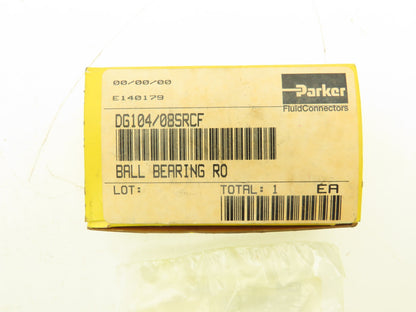 00/00/00
E140179
Parker
FluidConnectors
DG104/08SRCF
BALL BEARING RO
LOT: TOTAL: 1 EA